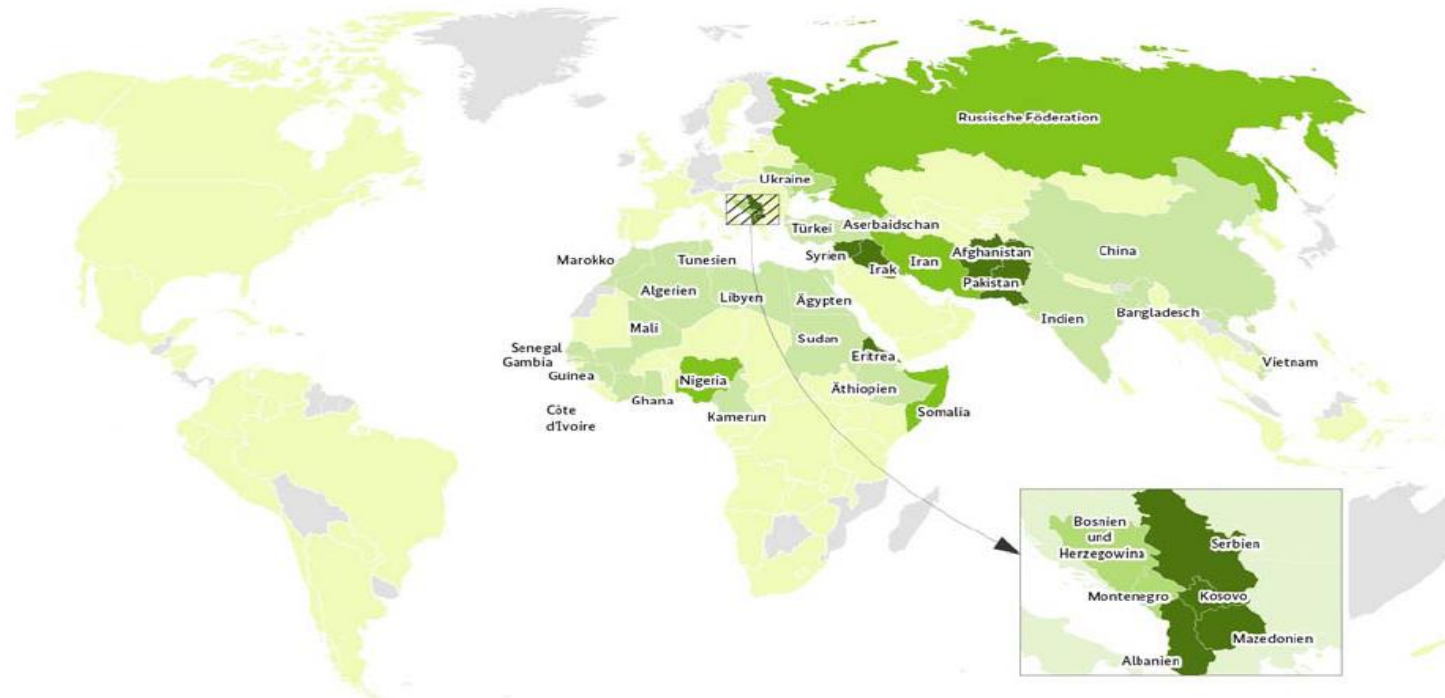 Russische Föderation
Ukraine
Türkei
Aserbaidschan
Marokko
Tunesien
Syrien
Irak
Iran
Afghanistan
Pakistan
China
Algerien
Libyen
Ägypten
Indien
Bangladesch
Mali
Sudan
Senegal
Gambia
Guinea
Eritrea
Vietnam
Nigeria
Äthiopien
Ghana
Kamerun
Somalia
Côte
d'Ivoire
Bosnien
und
Herzegowina
Serbien
Montenegro
Kosovo
Mazedonien
Albanien